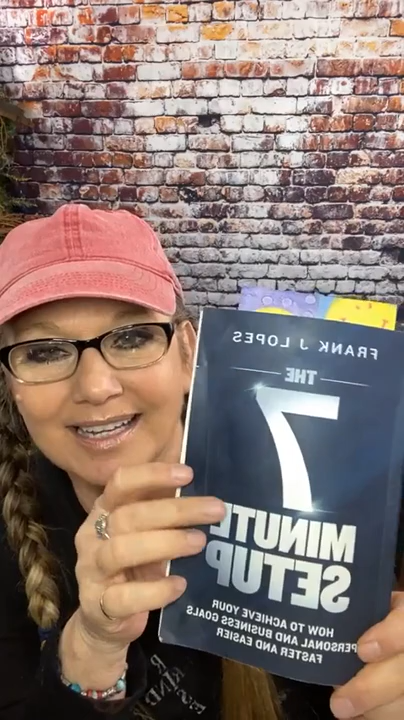 FRANK J LOPES
THE
7
MINUTE
SETUP
HOW TO ACHIEVE YOUR
PERSONAL AND BUSINESS GOALS
FASTER AND EASIER